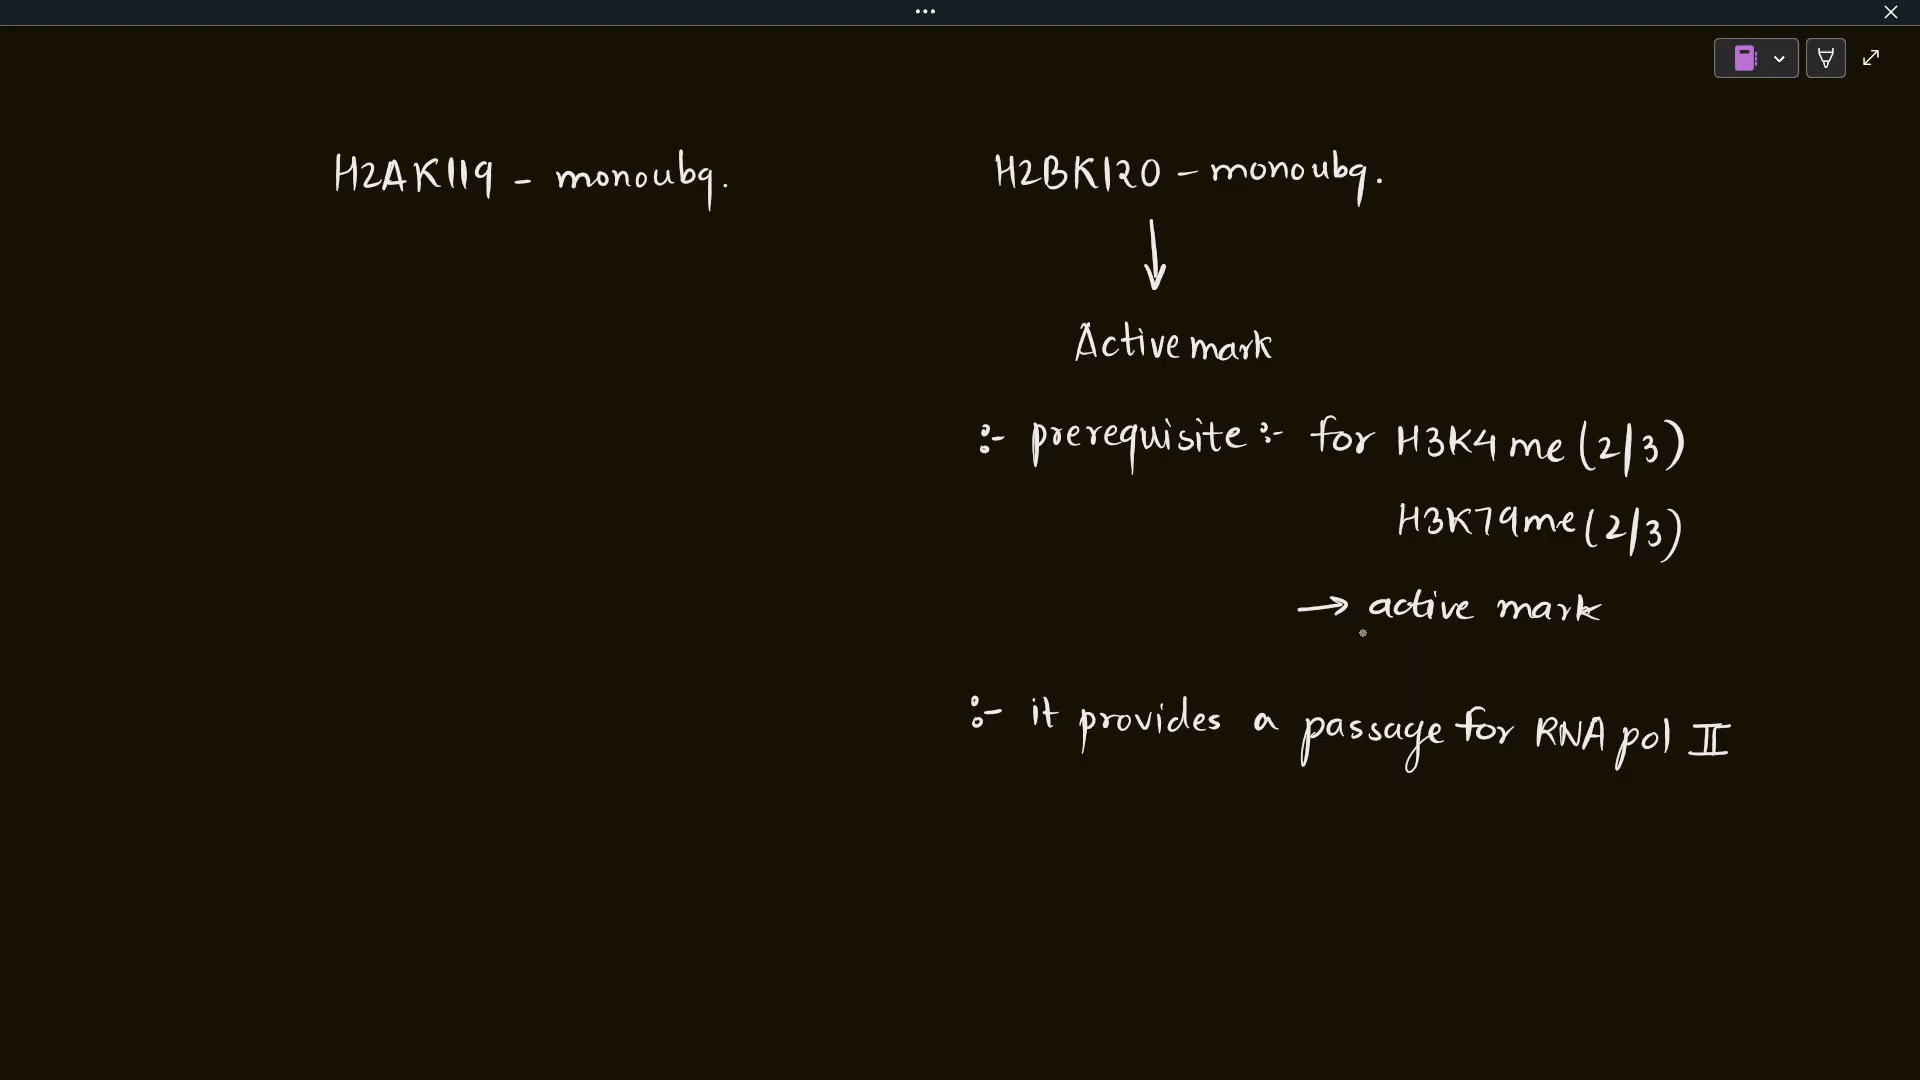 H2AK119 - monoubq.
H2BK120 - monoubq.
Active mark
:- prerequisite :- for H3K4me (2/3)
H3K79me (2/3)
→ active mark
:- it provides a passage for RNA pol II